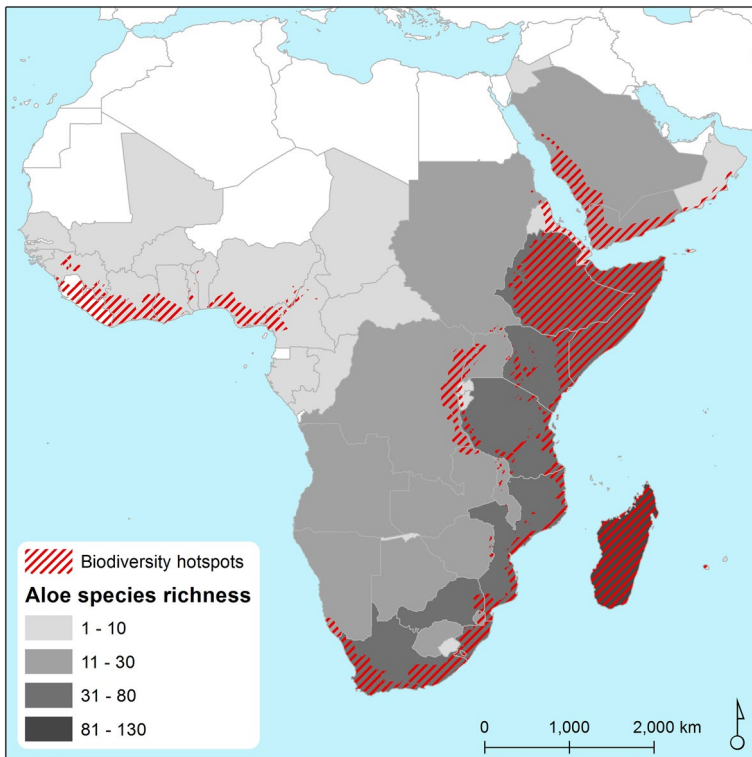 Biodiversity hotspots
Aloe species richness
1 - 10
11 - 30
31 - 80
81 - 130
0 1,000 2,000 km